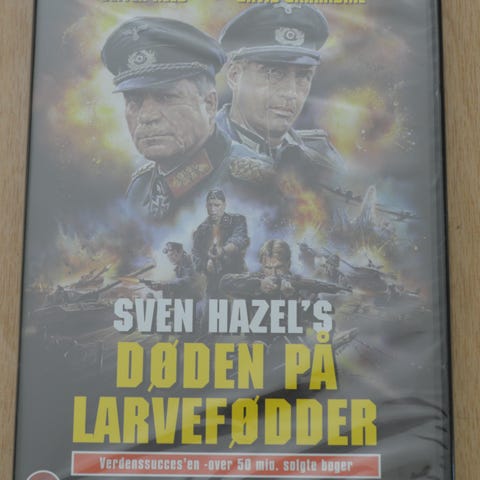 SVEN HAZEL'S
DØDEN PÅ
LARVEFØDDER
Verdenssucces'en -over 50 mio. solgte bøger